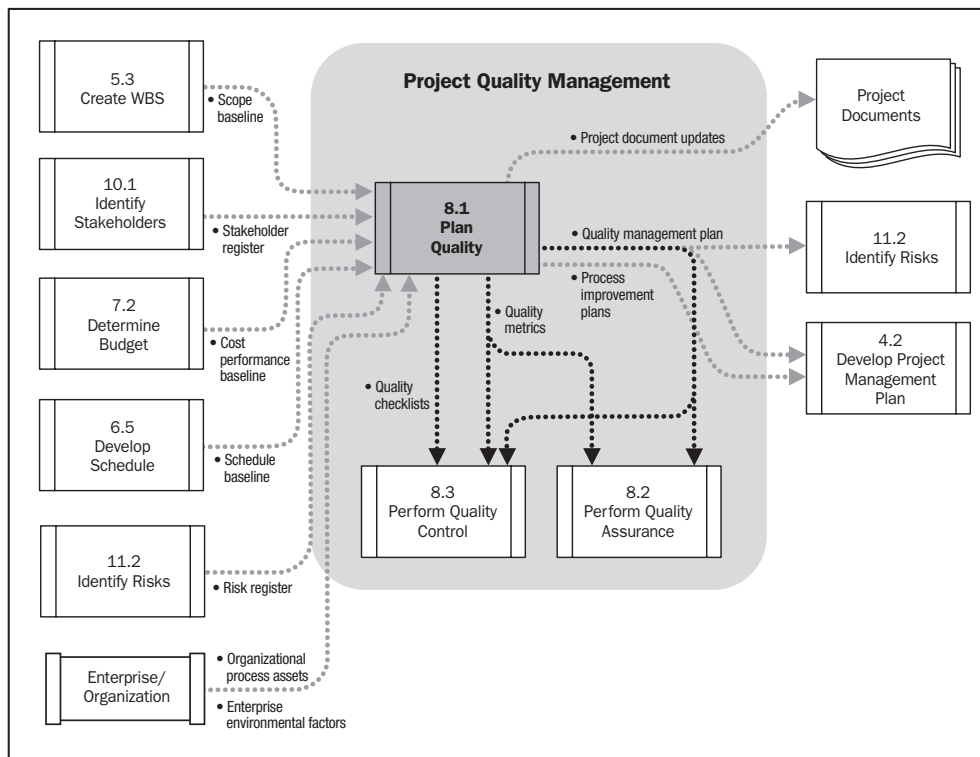 Project Quality Management
5.3
Create WBS
• Scope
baseline
10.1
Identify
Stakeholders
• Stakeholder
register
7.2
Determine
Budget
• Cost
performance
baseline
6.5
Develop
Schedule
• Schedule
baseline
11.2
Identify Risks
• Risk register
Enterprise/
Organization
• Organizational
process assets
• Enterprise
environmental factors
8.1
Plan
Quality
• Project document updates
Project
Documents
• Quality management plan
11.2
Identify Risks
• Process
improvement
plans
4.2
Develop Project
Management
Plan
• Quality
metrics
• Quality
checklists
8.3
Perform Quality
Control
8.2
Perform Quality
Assurance